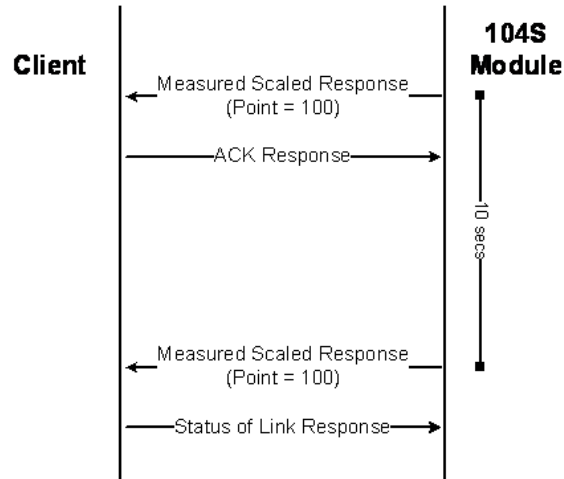 Client
104S
Module
Measured Scaled Response
(Point = 100)
ACK Response
10 secs
Measured Scaled Response
(Point = 100)
Status of Link Response